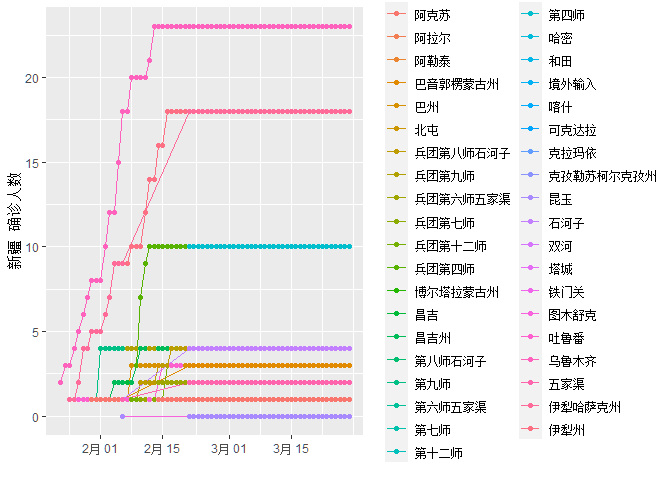 新疆 确诊人数
20
15
10
5
0
2月 01
2月 15
3月 01
3月 15
阿克苏
阿拉尔
阿勒泰
巴音郭楞蒙古州
巴州
北屯
兵团第八师石河子
兵团第九师
兵团第六师五家渠
兵团第七师
兵团第十二师
兵团第四师
博尔塔拉蒙古州
昌吉
昌吉州
第八师石河子
第九师
第六师五家渠
第七师
第十二师
第四师
哈密
和田
境外输入
喀什
可克达拉
克拉玛依
克孜勒苏柯尔克孜州
昆玉
石河子
双河
塔城
铁门关
图木舒克
吐鲁番
乌鲁木齐
五家渠
伊犁哈萨克州
伊犁州